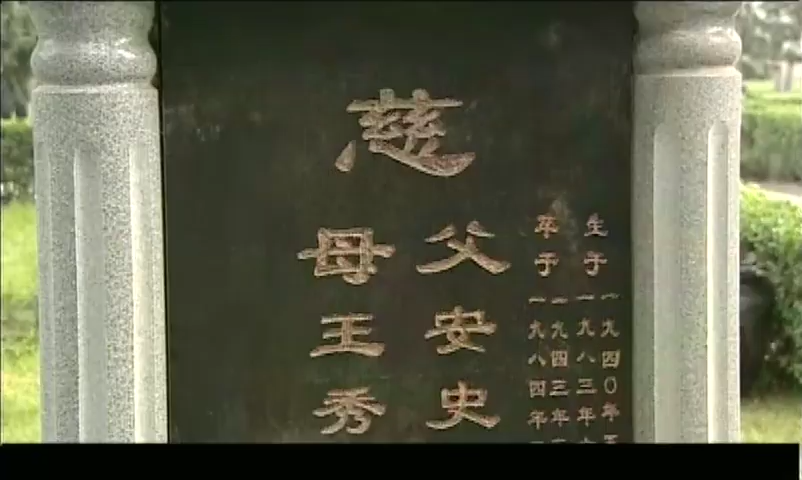 慈
生于
一九四〇年
一九八三年
卒于
一九四三年
一九八四年
父安史
母王秀